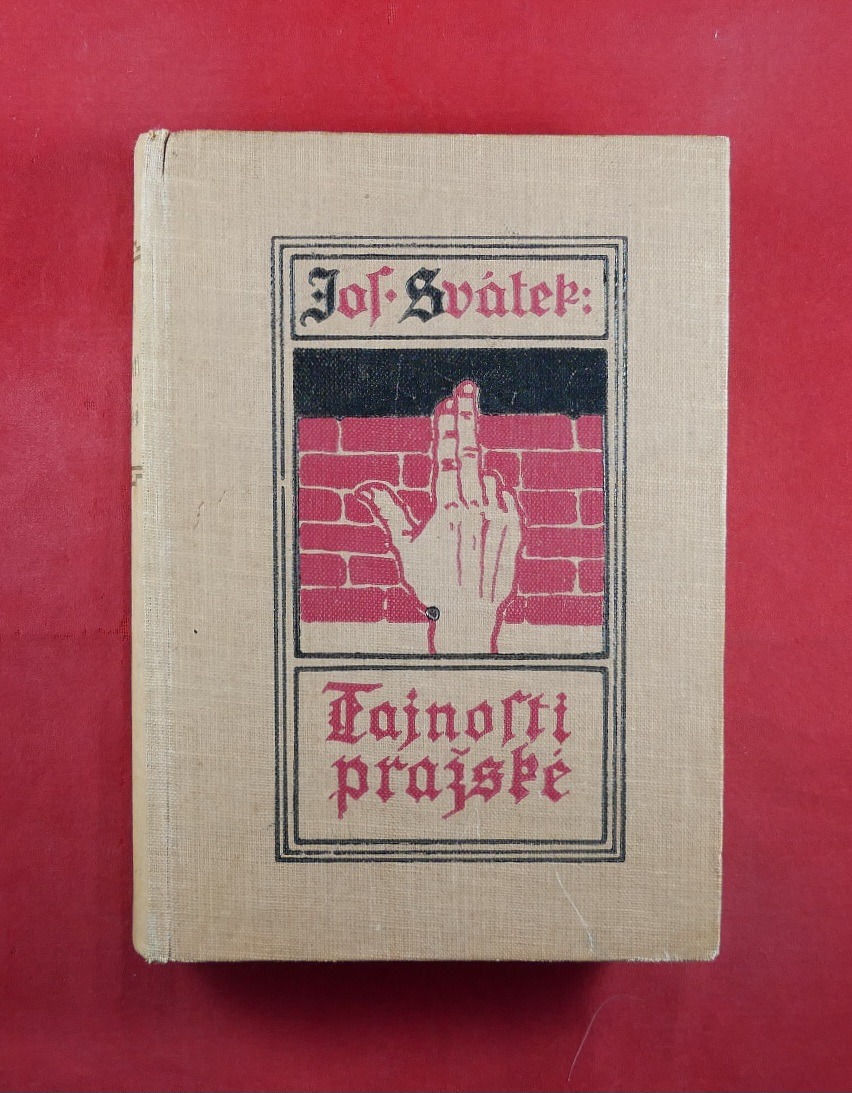 Jos. Svátek:
Tajnosti
pražské